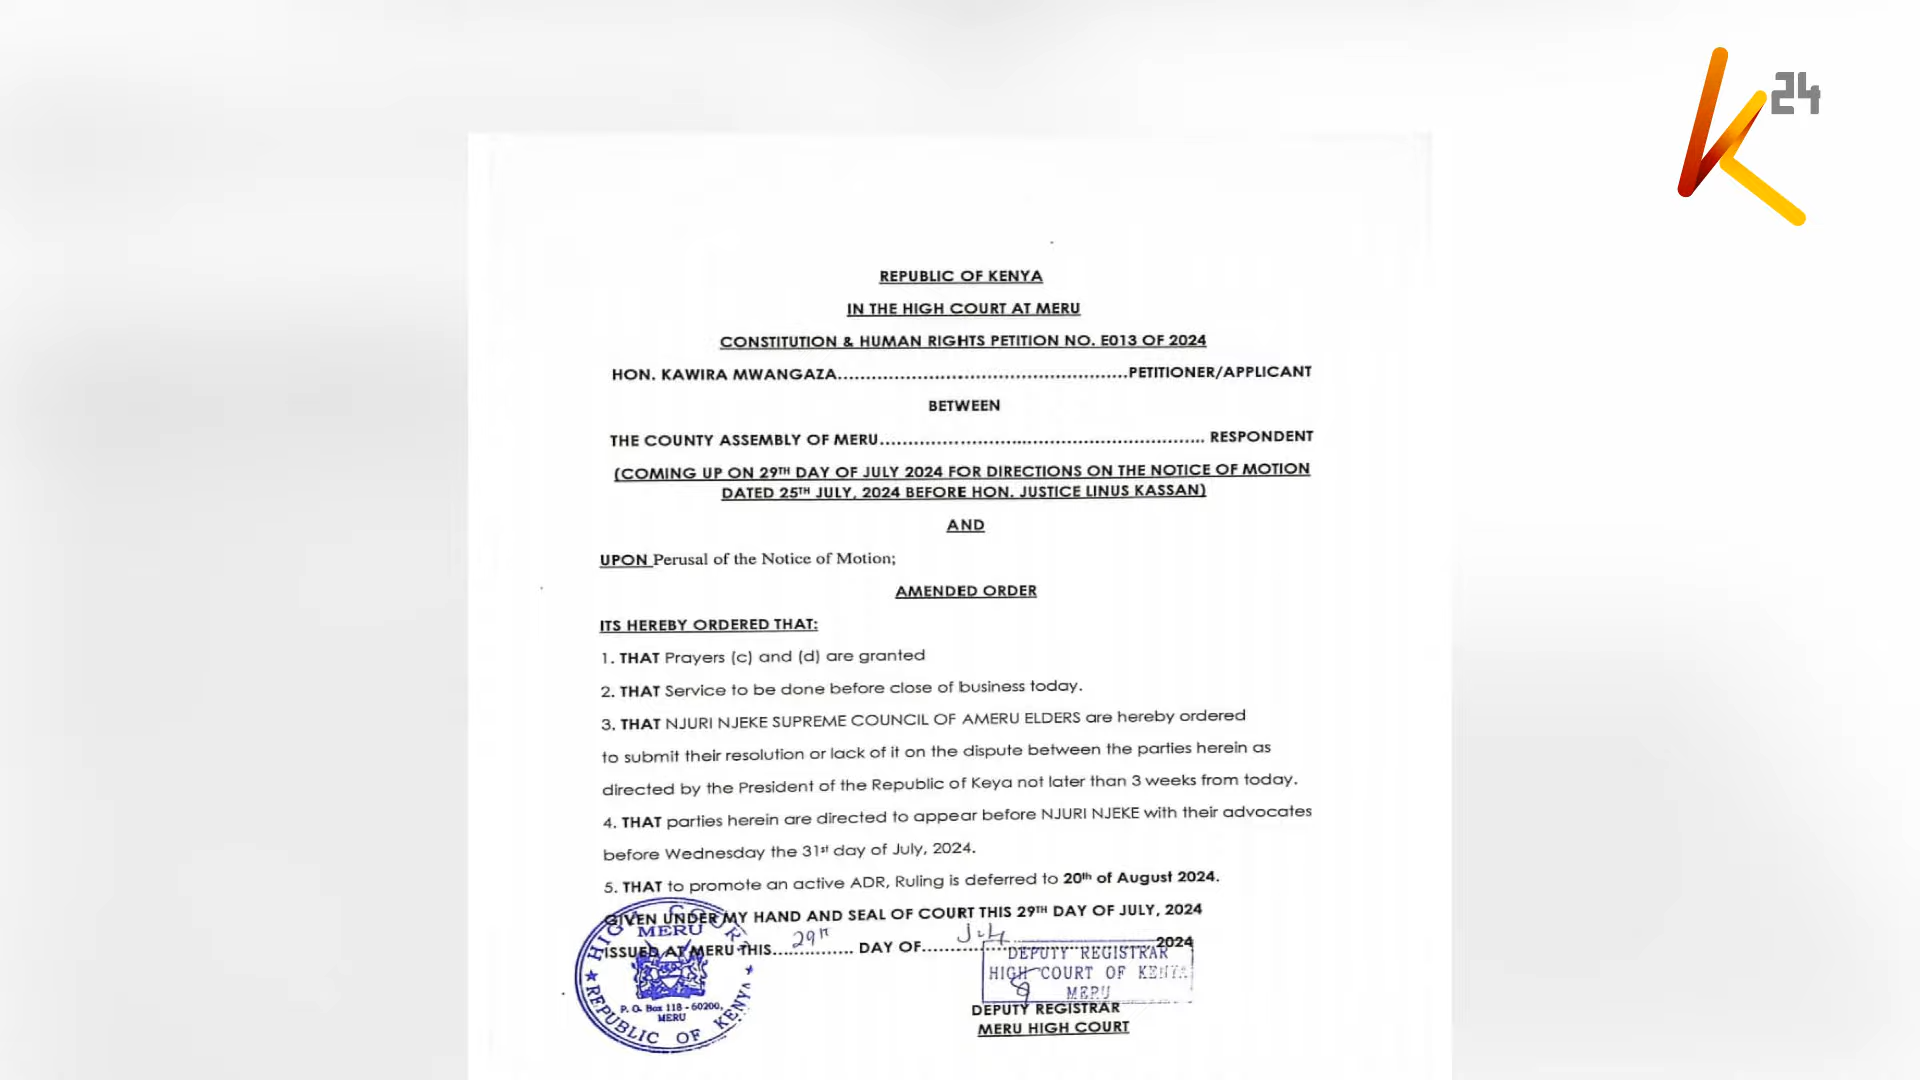 24
REPUBLIC OF KENYA
IN THE HIGH COURT AT MERU
CONSTITUTION & HUMAN RIGHTS PETITION NO. E013 OF 2024
HON. KAWIRA MWANGAZA..................................................PETITIONER/APPLICANT
BETWEEN
THE COUNTY ASSEMBLY OF MERU......................................................... RESPONDENT
(COMING UP ON 29TH DAY OF JULY 2024 FOR DIRECTIONS ON THE NOTICE OF MOTION
DATED 25TH JULY, 2024 BEFORE HON. JUSTICE LINUS KASSAN)
AND
UPON Perusal of the Notice of Motion;
AMENDED ORDER
ITS HEREBY ORDERED THAT:
1. THAT Prayers (c) and (d) are granted
2. THAT Service to be done before close of business today.
3. THAT NJURI NJEKE SUPREME COUNCIL OF AMERU ELDERS are hereby ordered
to submit their resolution or lack of it on the dispute between the parties herein as
directed by the President of the Republic of Keya not later than 3 weeks from today.
4. THAT parties herein are directed to appear before NJURI NJEKE with their advocates
before Wednesday the 31st day of July, 2024.
5. THAT to promote an active ADR, Ruling is deferred to 20th of August 2024.
GIVEN UNDER MY HAND AND SEAL OF COURT THIS 29TH DAY OF JULY, 2024
ISSUED AT MERU THIS 29th DAY OF July 2024
HIGH COURT
MERU
P. O. Box 118 - 60200,
MERU
REPUBLIC OF KENYA
DEPUTY REGISTRAR
HIGH COURT OF KENYA
MERU
DEPUTY REGISTRAR
MERU HIGH COURT